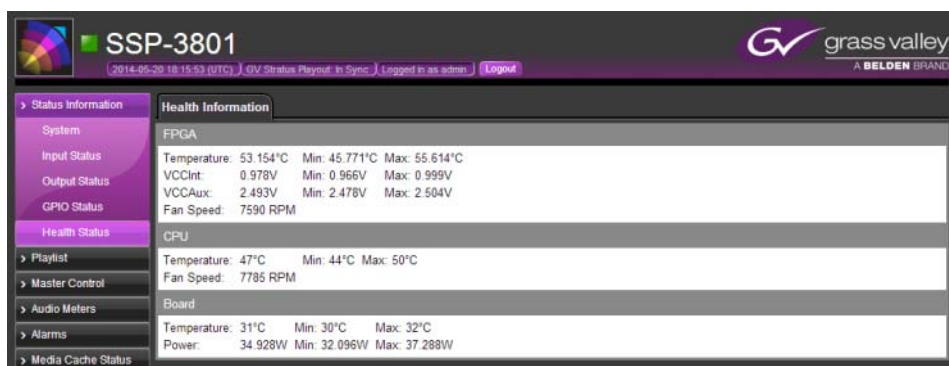 SSP-3801
2014-05-20 18:15:53 (UTC) GV Stratus Playout: In Sync Logged in as admin Logout
GV grass valley
A BELDEN BRAND
Status Information
System
Input Status
Output Status
GPIO Status
Health Status
Playlist
Master Control
Audio Meters
Alarms
Media Cache Status
Health Information
FPGA
Temperature: 53.154°C Min: 45.771°C Max: 55.614°C
VCCInt: 0.978V Min: 0.966V Max: 0.999V
VCCAux: 2.493V Min: 2.478V Max: 2.504V
Fan Speed: 7590 RPM
CPU
Temperature: 47°C Min: 44°C Max: 50°C
Fan Speed: 7785 RPM
Board
Temperature: 31°C Min: 30°C Max: 32°C
Power: 34.928W Min: 32.096W Max: 37.288W